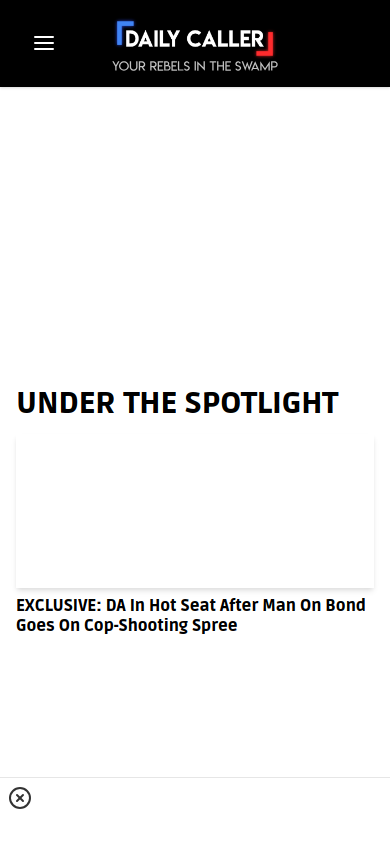 DAILY CALLER
YOUR REBELS IN THE SWAMP
UNDER THE SPOTLIGHT
EXCLUSIVE: DA In Hot Seat After Man On Bond
Goes On Cop-Shooting Spree